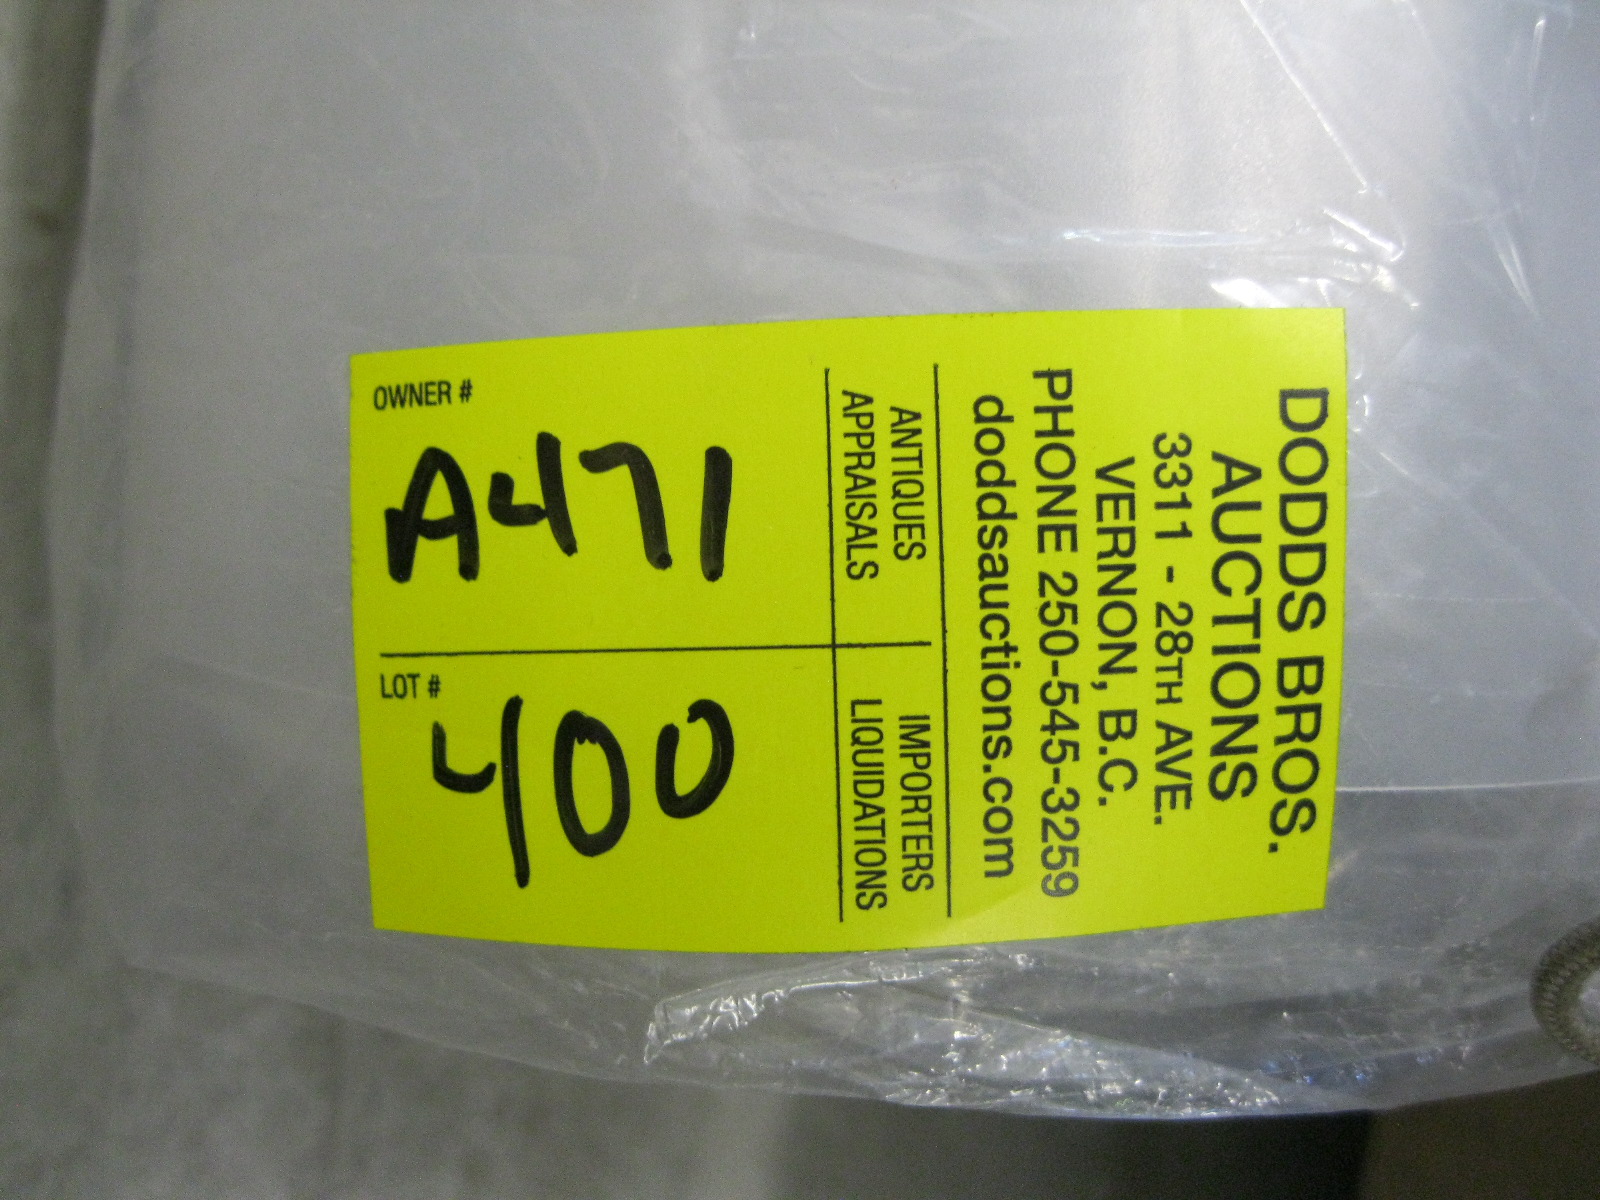 DODDS BROS.
AUCTIONS
3311 - 28TH AVE.
VERNON, B.C.
PHONE 250-545-3259
doddsauctions.com
ANTIQUES
APPRAISALS
IMPORTERS
LIQUIDATIONS
OWNER #
A471
LOT #
400